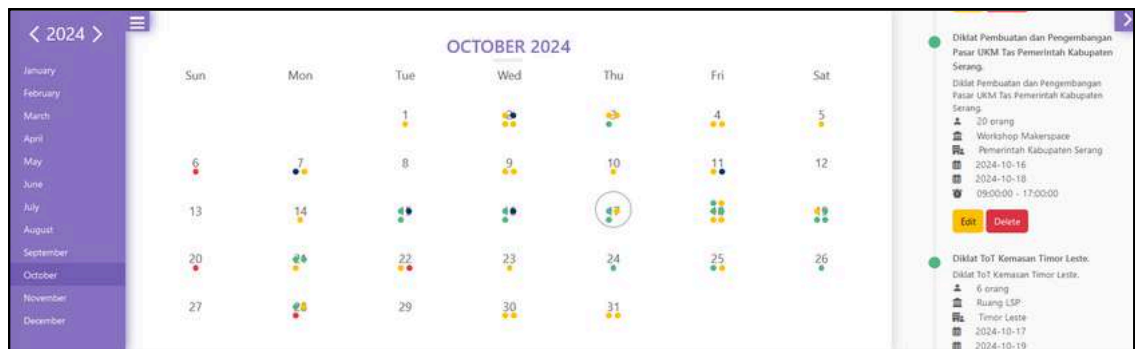 2024
January
February
March
April
May
June
July
August
September
October
November
December
OCTOBER 2024
Sun Mon Tue Wed Thu Fri Sat
1 4 5
6 7 8 9 10 11 12
13 14 17 18 19
20 22 23 24 25 26
27 29 30 31
Diklat Pembuatan dan Pengembangan
Pasar UKM Tas Pemerintah Kabupaten
Serang.
Diklat Pembuatan dan Pengembangan
Pasar UKM Tas Pemerintah Kabupaten
Serang.
20 orang
Workshop Makerspace
Pemerintah Kabupaten Serang
2024-10-16
2024-10-18
09:00:00 - 17:00:00
Edit Delete
Diklat ToT Kemasan Timor Leste.
Diklat ToT Kemasan Timor Leste.
6 orang
Ruang LSP
Timor Leste
2024-10-17
2024-10-19